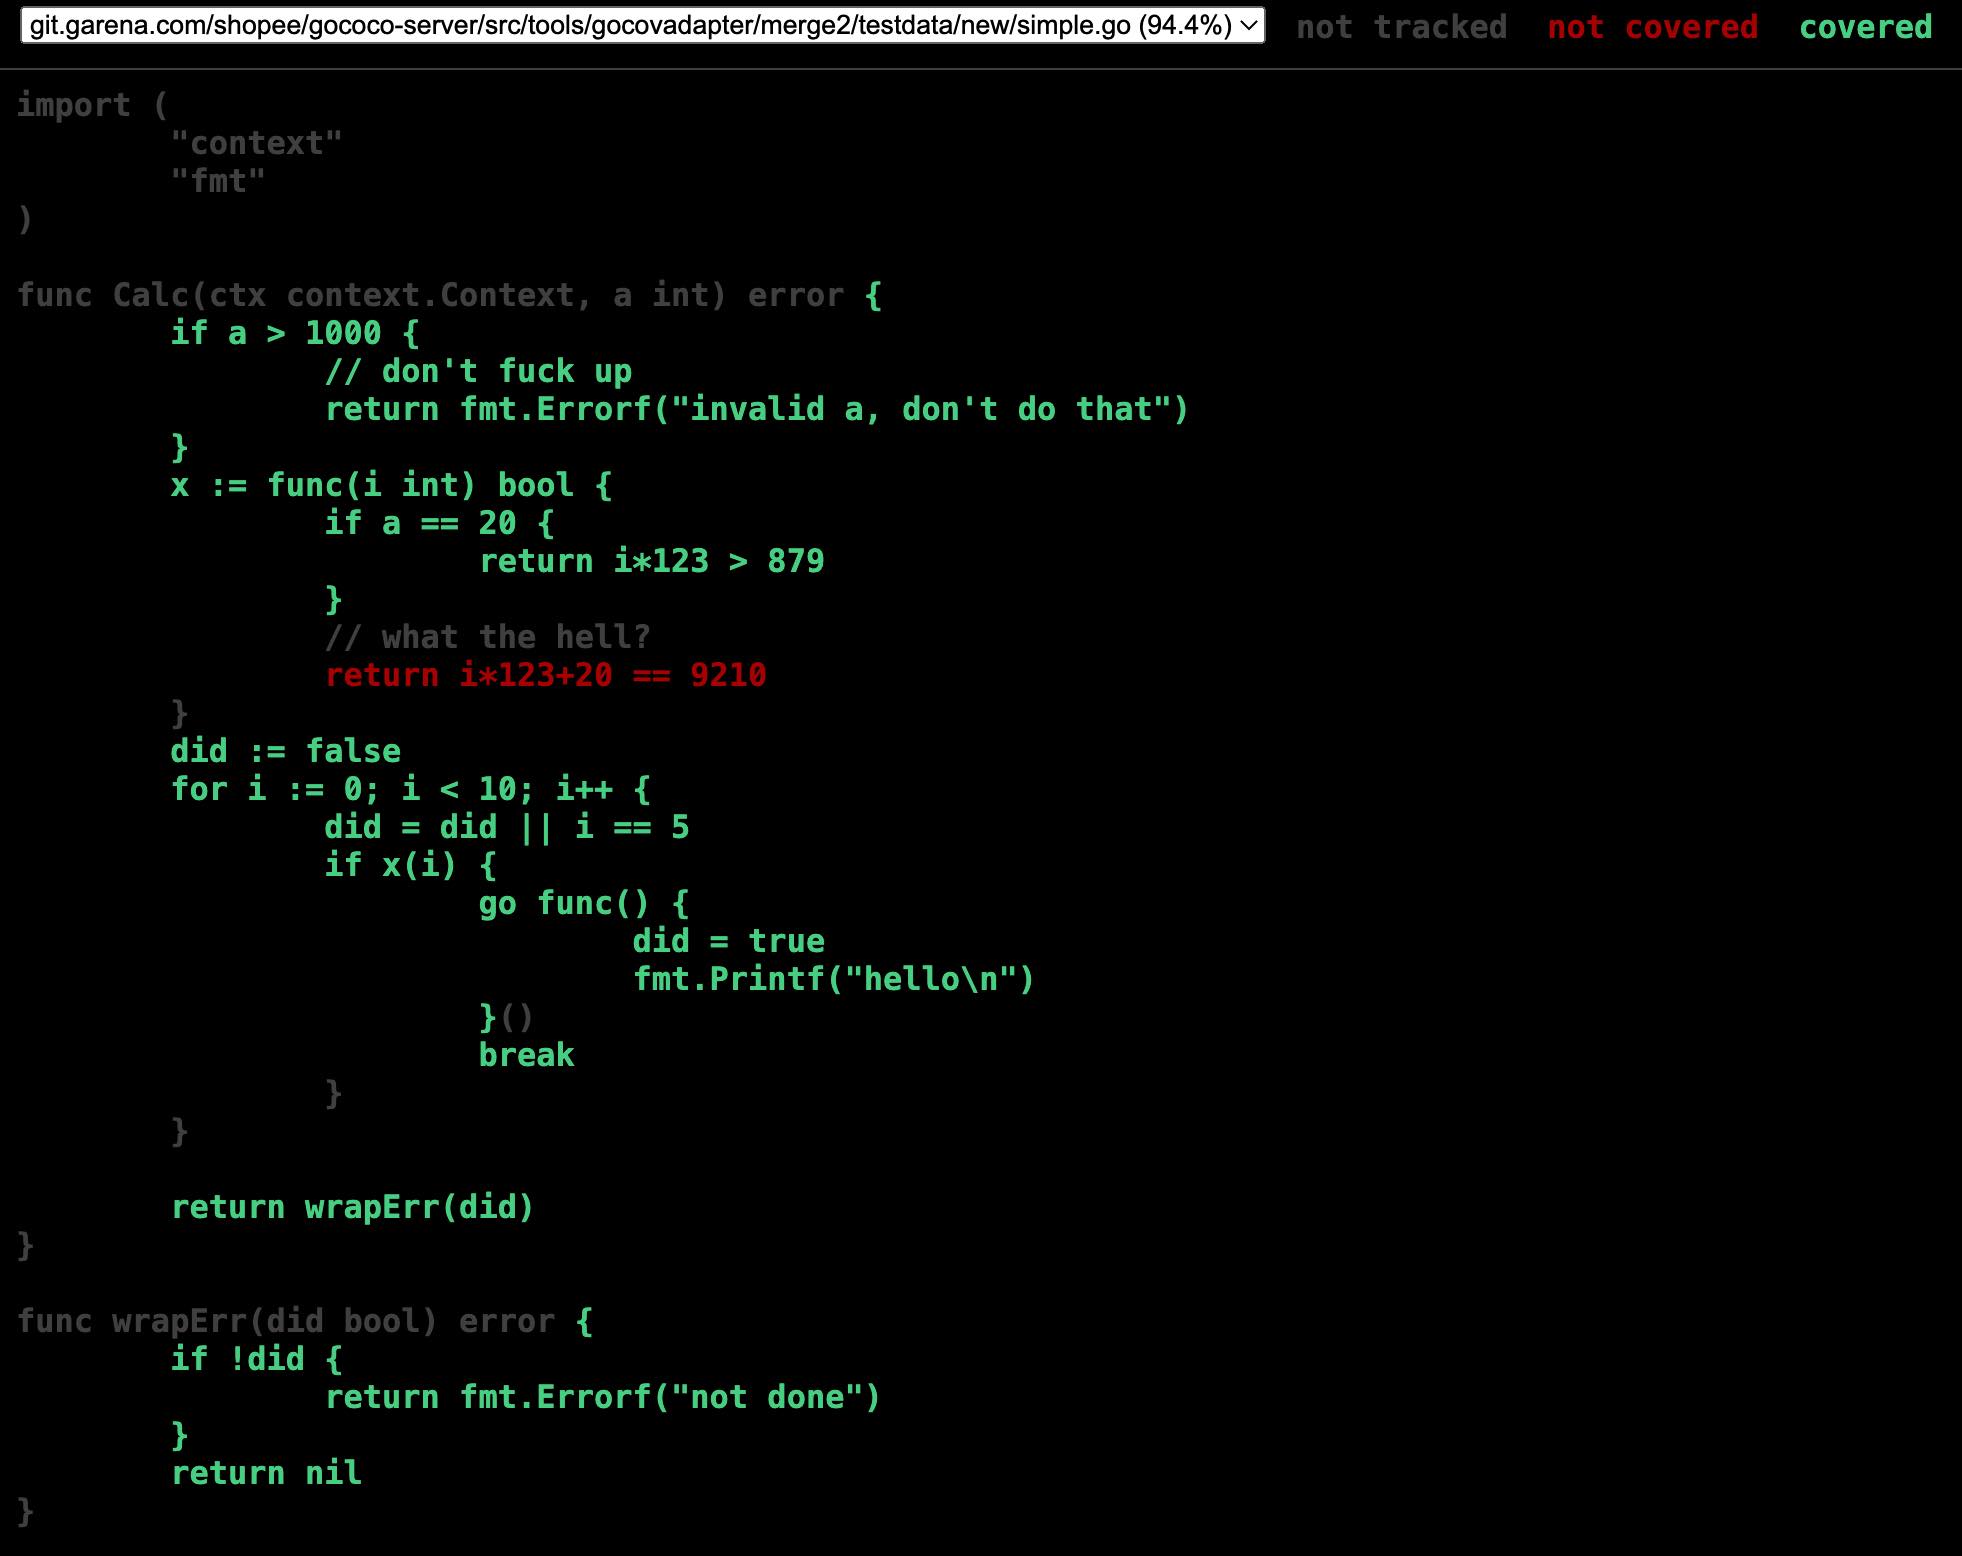 git.garena.com/shopee/gococo-server/src/tools/gocovadapter/merge2/testdata/new/simple.go (94.4%) not tracked not covered covered
import (
"context"
"fmt"
)
func Calc(ctx context.Context, a int) error {
if a > 1000 {
// don't fuck up
return fmt.Errorf("invalid a, don't do that")
}
x := func(i int) bool {
if a == 20 {
return i*123 > 879
}
// what the hell?
return i*123+20 == 9210
}
did := false
for i := 0; i < 10; i++ {
did = did || i == 5
if x(i) {
go func() {
did = true
fmt.Printf("hello\n")
}()
break
}
}
return wrapErr(did)
}
func wrapErr(did bool) error {
if !did {
return fmt.Errorf("not done")
}
return nil
}